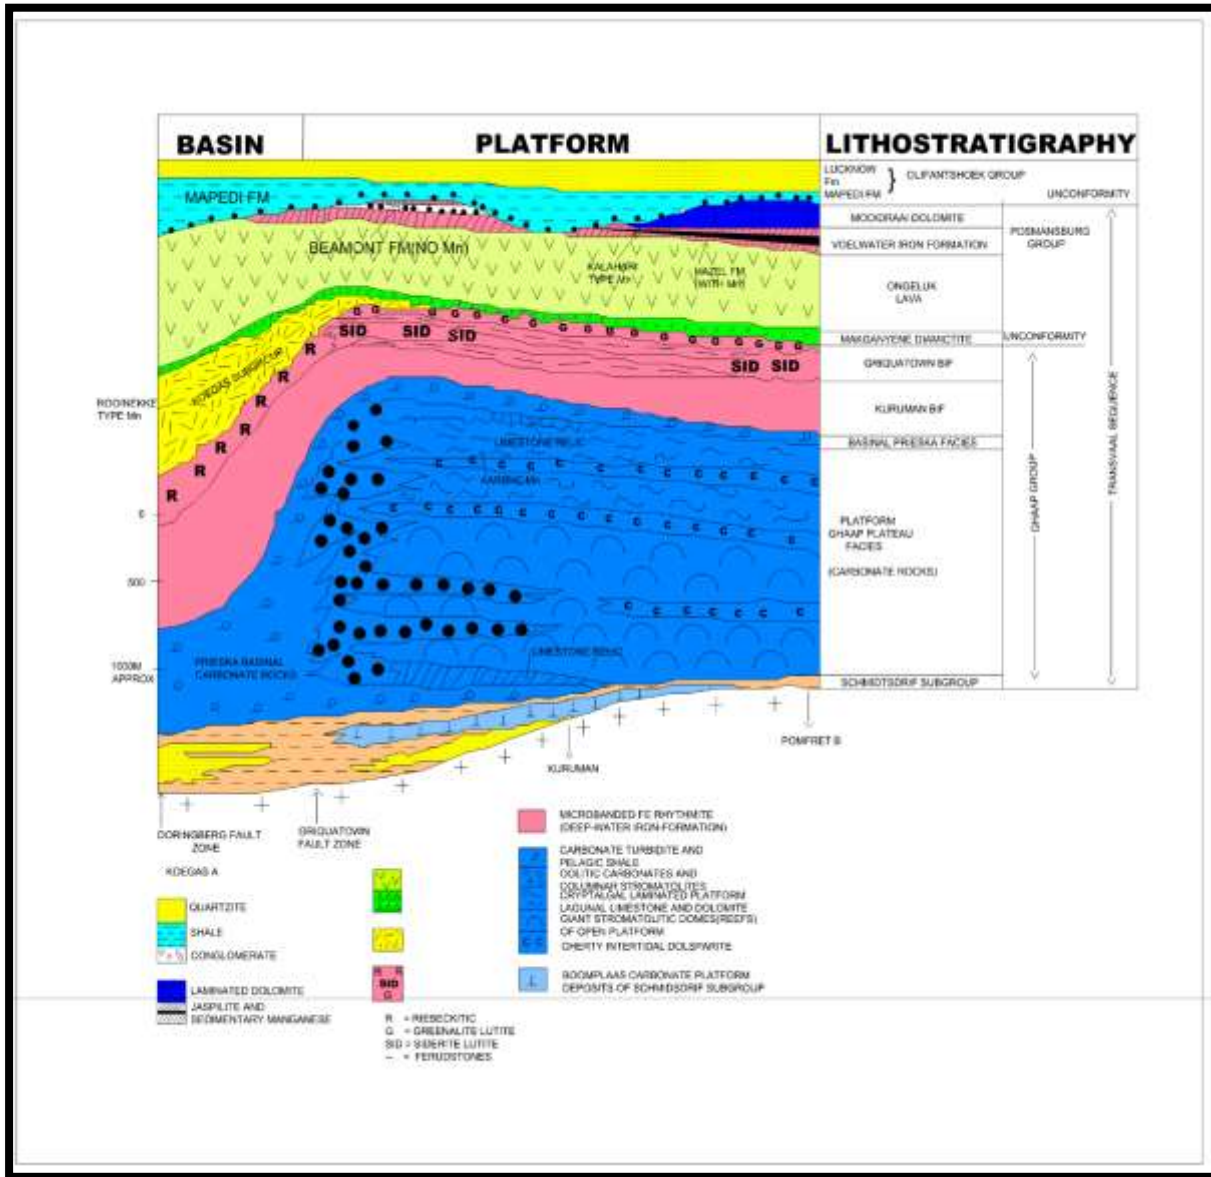 BASIN
PLATFORM
LITHOSTRATIGRAPHY
LUCKNOW
Fm
MAPEDI FM
} OLIFANTSHOEK GROUP
UNCONFORMITY
MAPEDI FM
MOOIDRAAI DOLOMITE
POSMANSBURG
GROUP
VOELWATER IRON FORMATION
BEAMONT FM(NO Mn)
KALAHARI
TYPE Mn
HAZEL FM
(WITH Mn)
ONGELUK
LAVA
MAKGANYENE DIAMICTITE
UNCONFORMITY
G G G G G G G G G G G G G
SID SID SID
SID SID
GRIQUATOWN BIF
KOEGAS SUBGROUP
R R R R R R R
ROOINEKKE
TYPE Mn
KURUMAN BIF
LIMESTONE RELIC
BASINAL PRIESKA FACIES
C C C C C C C C C C
C C C C C C C C C C C
PLATFORM
GHAAP PLATEAU
FACIES
(CARBONATE ROCKS)
GHAAP GROUP
TRANSVAAL SEQUENCE
500
C C C C C C C
1000M
APPROX
PRIESKA BASINAL
CARBONATE ROCKS
LIMESTONE RELIC
SCHMIDTSDRIF SUBGROUP
POMFRET B
KURUMAN
DORINGBERG FAULT
ZONE
GRIQUATOWN
FAULT ZONE
KOEGAS A
QUARTZITE
SHALE
CONGLOMERATE
LAMINATED DOLOMITE
JASPILITE AND
SEDIMENTARY MANGANESE
R R
SID
G
R = RIEBECKITIC
G = GREENALITE LUTITE
SID = SIDERITE LUTITE
– = FERUDSTONES
MICROBANDED FE RHYTHMITE
(DEEP-WATER IRON-FORMATION)
CARBONATE TURBIDITE AND
PELAGIC SHALE
OOLITIC CARBONATES AND
COLUMNAR STROMATOLITES
CRYPTALGAL LAMINATED PLATFORM
LAGUNAL LIMESTONE AND DOLOMITE
GIANT STROMATOLITIC DOMES(REEFS)
OF OPEN PLATFORM
C C
CHERTY INTERTIDAL DOLSPARITE
BOOMPLAAS CARBONATE PLATFORM
DEPOSITS OF SCHMIDSDRIF SUBGROUP